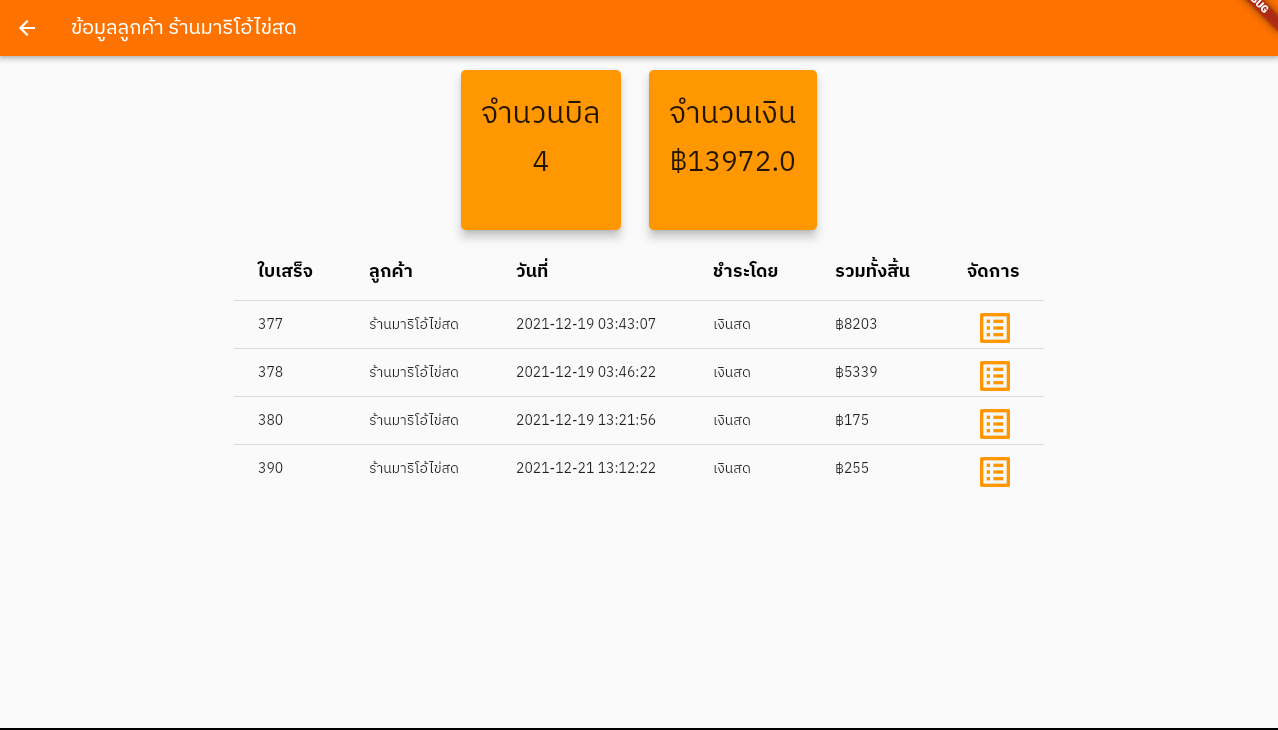 ข้อมูลลูกค้า ร้านมาริโอ้ไข่สด
จำนวนบิล
4
จำนวนเงิน
฿13972.0
ใบเสร็จ ลูกค้า วันที่ ชำระโดย รวมทั้งสิ้น จัดการ
377 ร้านมาริโอ้ไข่สด 2021-12-19 03:43:07 เงินสด ฿8203
378 ร้านมาริโอ้ไข่สด 2021-12-19 03:46:22 เงินสด ฿5339
380 ร้านมาริโอ้ไข่สด 2021-12-19 13:21:56 เงินสด ฿175
390 ร้านมาริโอ้ไข่สด 2021-12-21 13:12:22 เงินสด ฿255